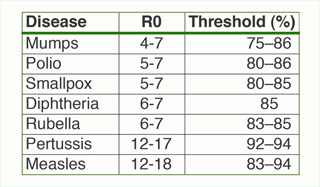 Disease R0 Threshold (%)
Mumps 4-7 75–86
Polio 5-7 80–86
Smallpox 5-7 80–85
Diphtheria 6-7 85
Rubella 6-7 83–85
Pertussis 12-17 92–94
Measles 12-18 83–94